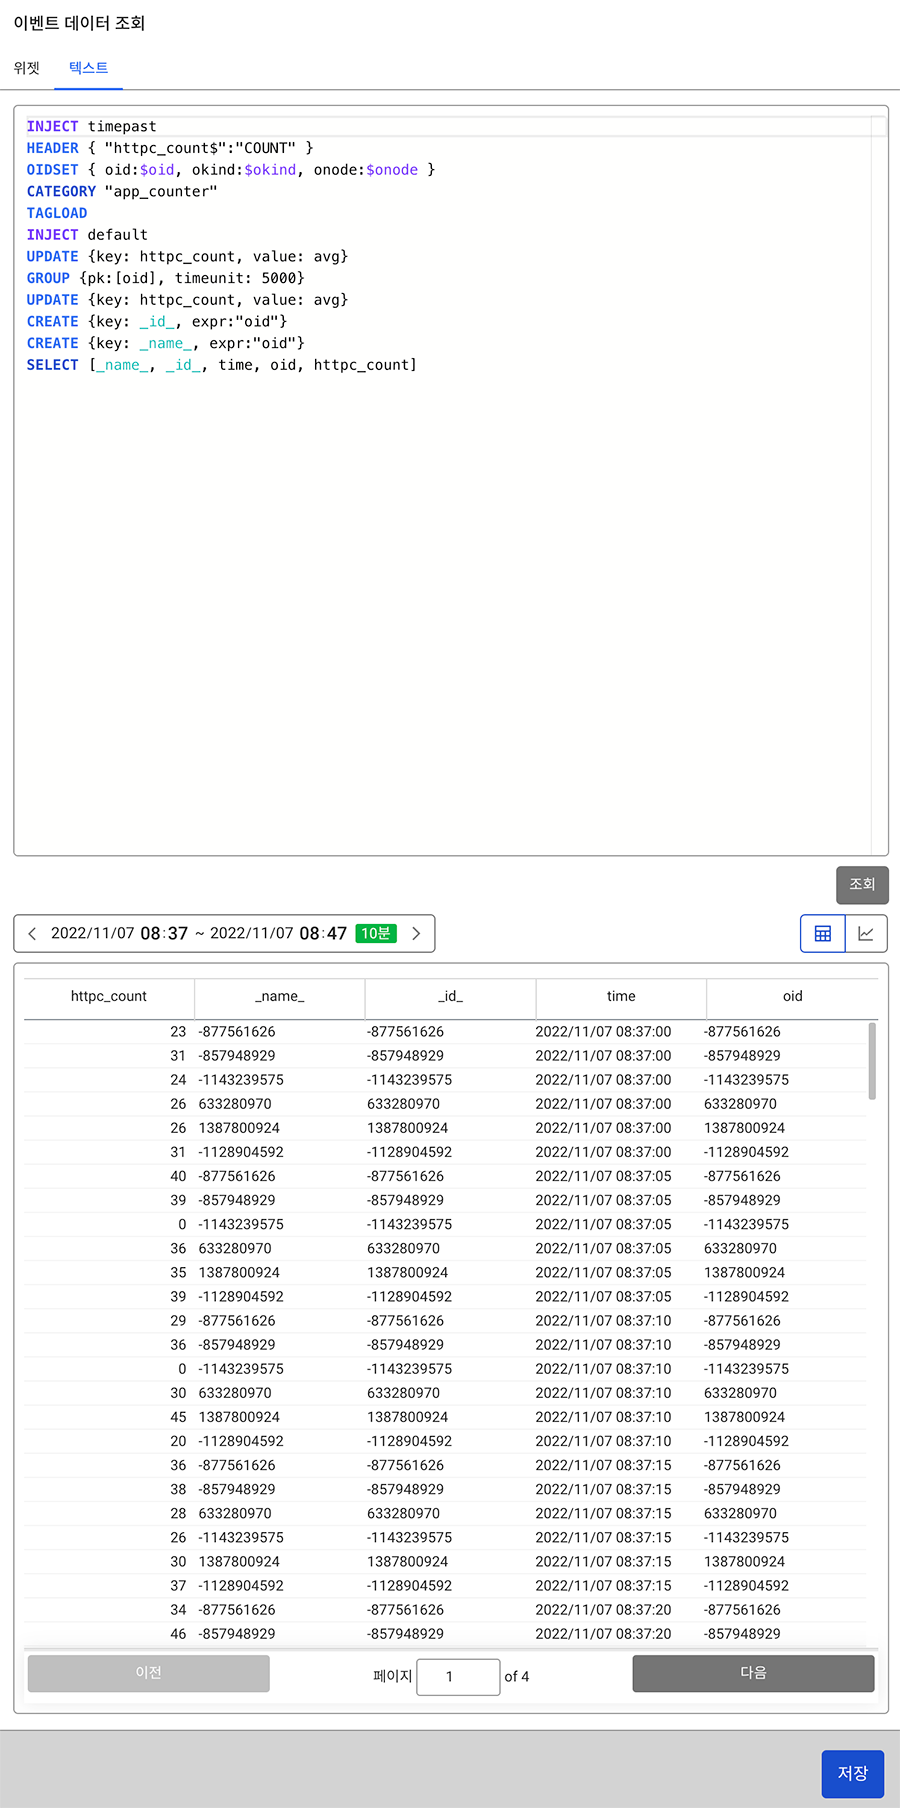 이벤트 데이터 조회
위젯 텍스트
INJECT timepast
HEADER { "httpc_count$":"COUNT" }
OIDSET { oid:$oid, okind:$okind, onode:$onode }
CATEGORY "app_counter"
TAGLOAD
INJECT default
UPDATE {key: httpc_count, value: avg}
GROUP {pk:[oid], timeunit: 5000}
UPDATE {key: httpc_count, value: avg}
CREATE {key: _id_, expr:"oid"}
CREATE {key: _name_, expr:"oid"}
SELECT [_name_, _id_, time, oid, httpc_count]
조회
2022/11/07 08:37 ~ 2022/11/07 08:47 10분
httpc_count _name_ _id_ time oid
23 -877561626 -877561626 2022/11/07 08:37:00 -877561626
31 -857948929 -857948929 2022/11/07 08:37:00 -857948929
24 -1143239575 -1143239575 2022/11/07 08:37:00 -1143239575
26 633280970 633280970 2022/11/07 08:37:00 633280970
26 1387800924 1387800924 2022/11/07 08:37:00 1387800924
31 -1128904592 -1128904592 2022/11/07 08:37:00 -1128904592
40 -877561626 -877561626 2022/11/07 08:37:05 -877561626
39 -857948929 -857948929 2022/11/07 08:37:05 -857948929
0 -1143239575 -1143239575 2022/11/07 08:37:05 -1143239575
36 633280970 633280970 2022/11/07 08:37:05 633280970
35 1387800924 1387800924 2022/11/07 08:37:05 1387800924
39 -1128904592 -1128904592 2022/11/07 08:37:05 -1128904592
29 -877561626 -877561626 2022/11/07 08:37:10 -877561626
36 -857948929 -857948929 2022/11/07 08:37:10 -857948929
0 -1143239575 -1143239575 2022/11/07 08:37:10 -1143239575
30 633280970 633280970 2022/11/07 08:37:10 633280970
45 1387800924 1387800924 2022/11/07 08:37:10 1387800924
20 -1128904592 -1128904592 2022/11/07 08:37:10 -1128904592
36 -877561626 -877561626 2022/11/07 08:37:15 -877561626
38 -857948929 -857948929 2022/11/07 08:37:15 -857948929
28 633280970 633280970 2022/11/07 08:37:15 633280970
26 -1143239575 -1143239575 2022/11/07 08:37:15 -1143239575
30 1387800924 1387800924 2022/11/07 08:37:15 1387800924
37 -1128904592 -1128904592 2022/11/07 08:37:15 -1128904592
34 -877561626 -877561626 2022/11/07 08:37:20 -877561626
46 -857948929 -857948929 2022/11/07 08:37:20 -857948929
이전 페이지 1 of 4 다음
저장